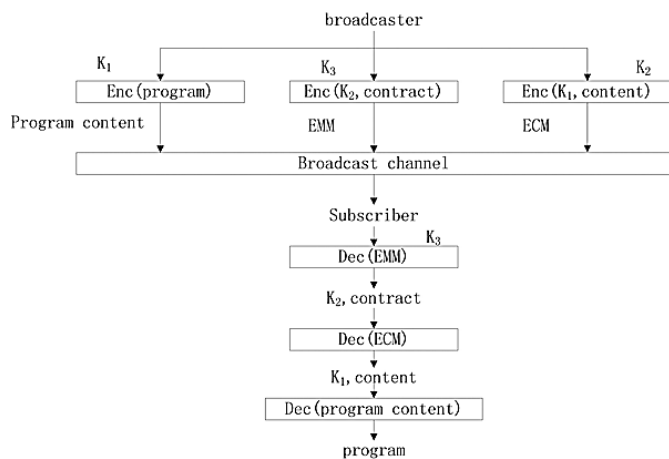 broadcaster
K₁
K₃
K₂
Enc(program)
Enc(K₂,contract)
Enc(K₁,content)
Program content
EMM
ECM
Broadcast channel
Subscriber
K₃
Dec(EMM)
K₂,contract
Dec(ECM)
K₁,content
Dec(program content)
program